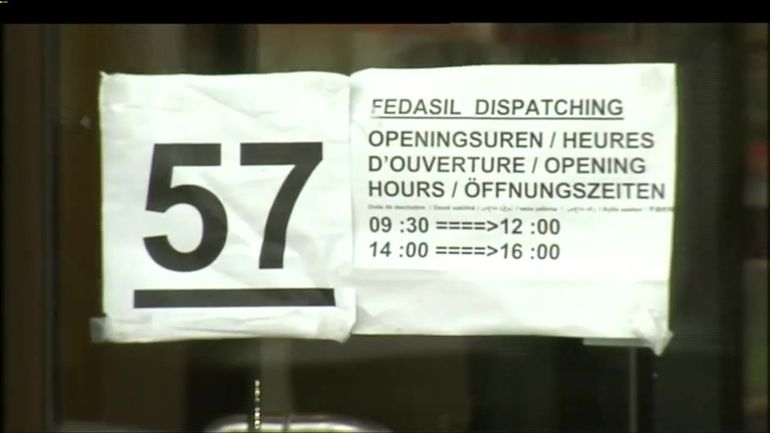 57
FEDASIL DISPATCHING
OPENINGSUREN / HEURES
D'OUVERTURE / OPENING
HOURS / ÖFFNUNGSZEITEN
09 :30 ====>12 :00
14 :00 ====>16 :00